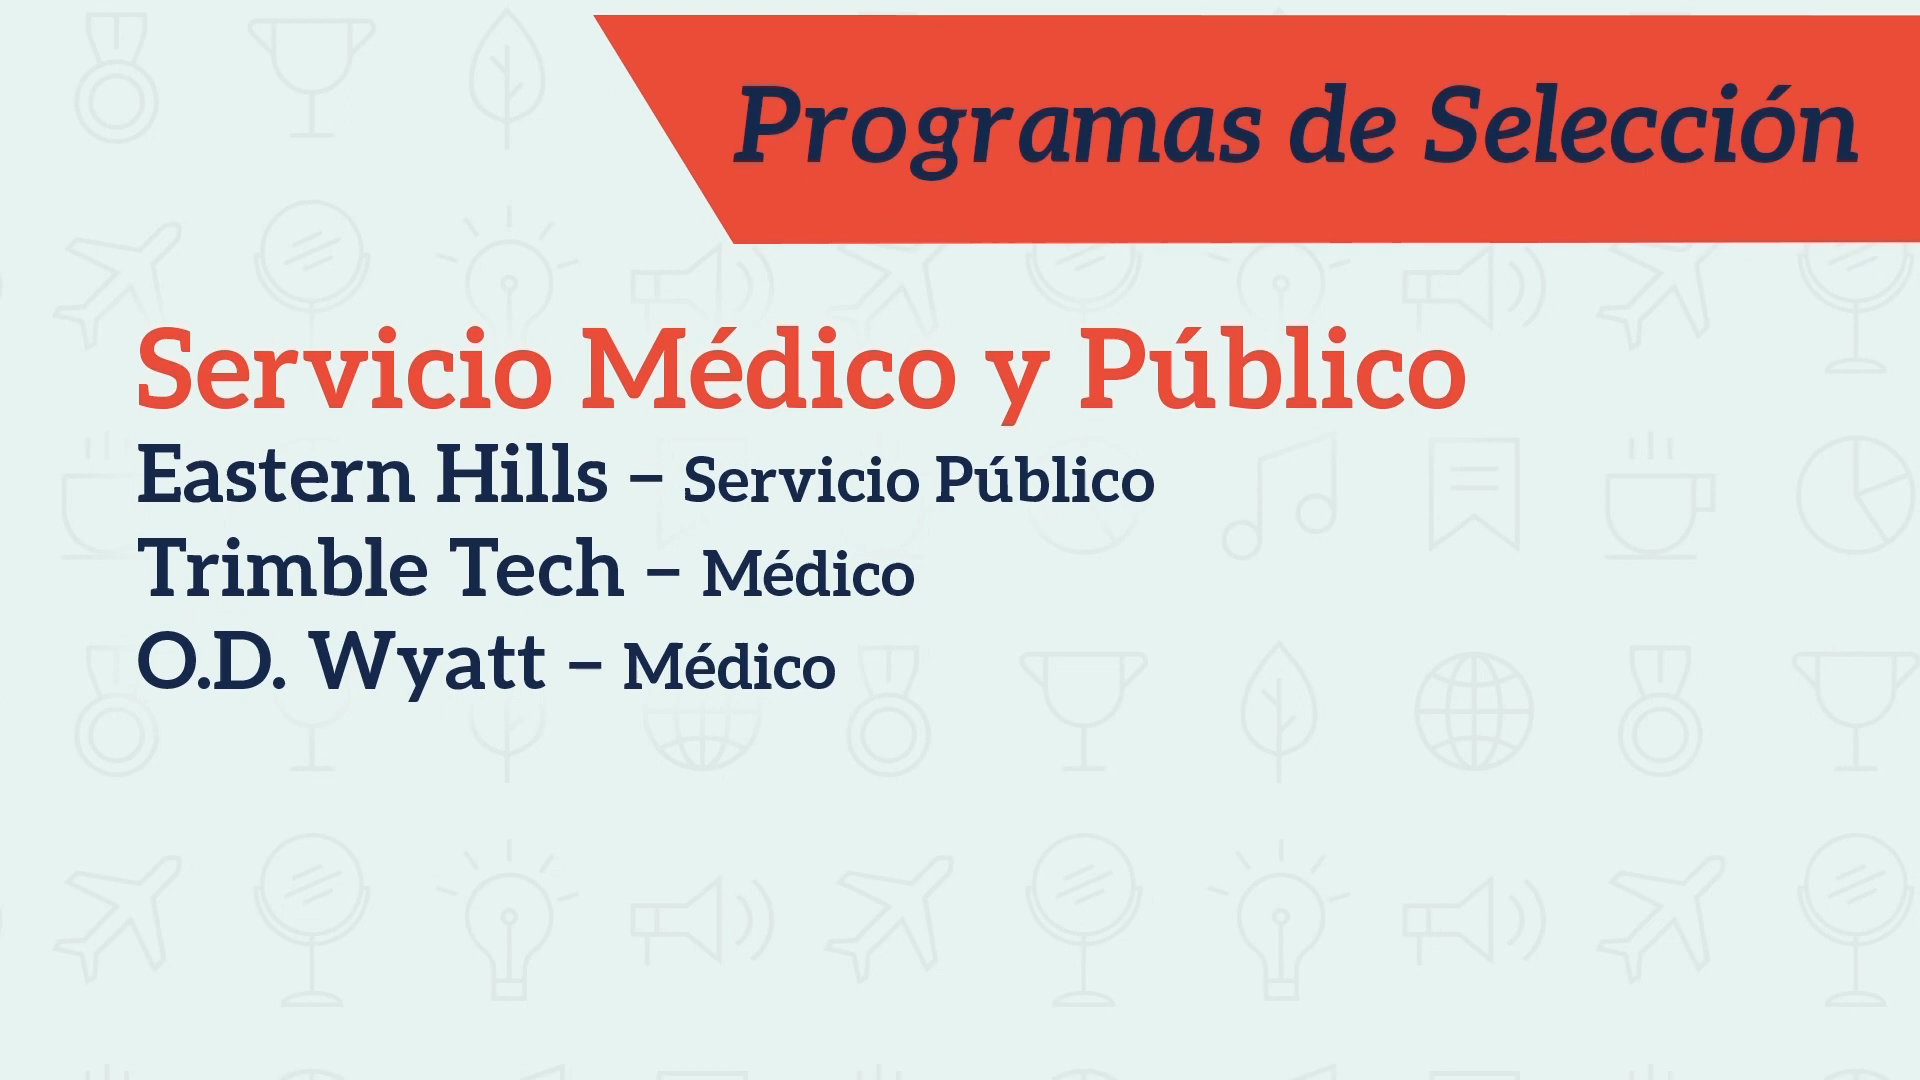 Programas de Selección
Servicio Médico y Público
Eastern Hills – Servicio Público
Trimble Tech – Médico
O.D. Wyatt – Médico